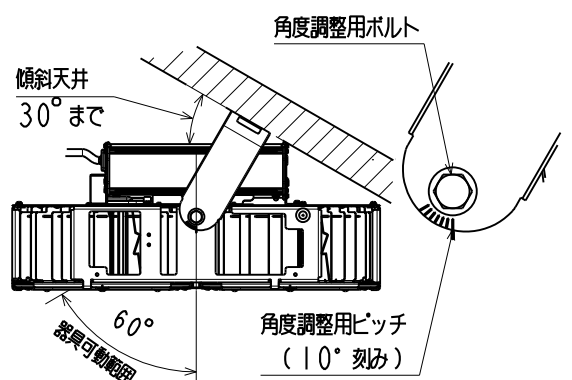 角度調整用ボルト
傾斜天井
30°まで
60°
器具可動範囲
角度調整用ピッチ
(10°刻み)